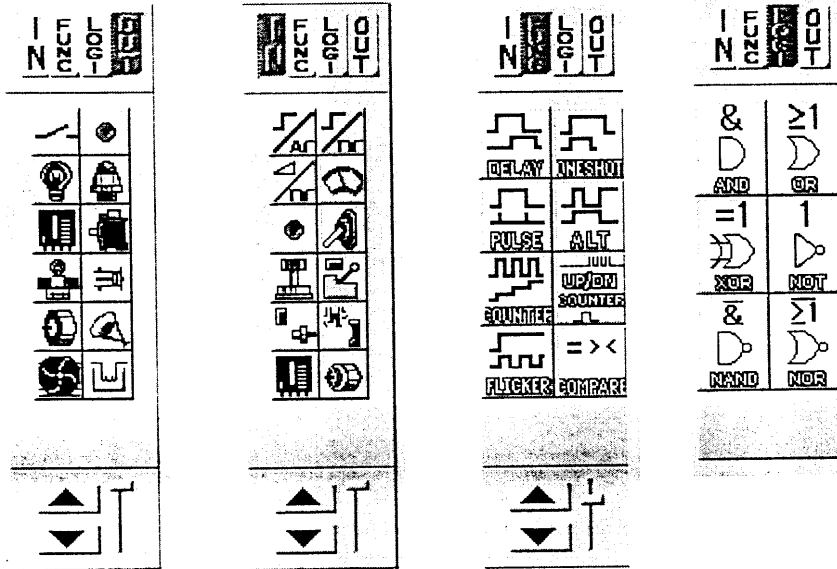 IN FUNC LOGI OUT
IN FUNC LOGI OUT
IN FUNC LOGI OUT
IN FUNC LOGI OUT
DELAY ONESHOT
PULSE ALT
COUNTER UP/DN COUNTER
FLICKER = > < COMPARE
& ≥1
AND OR
=1 1
XOR NOT
&̅ ≥̅1̅
NAND NOR